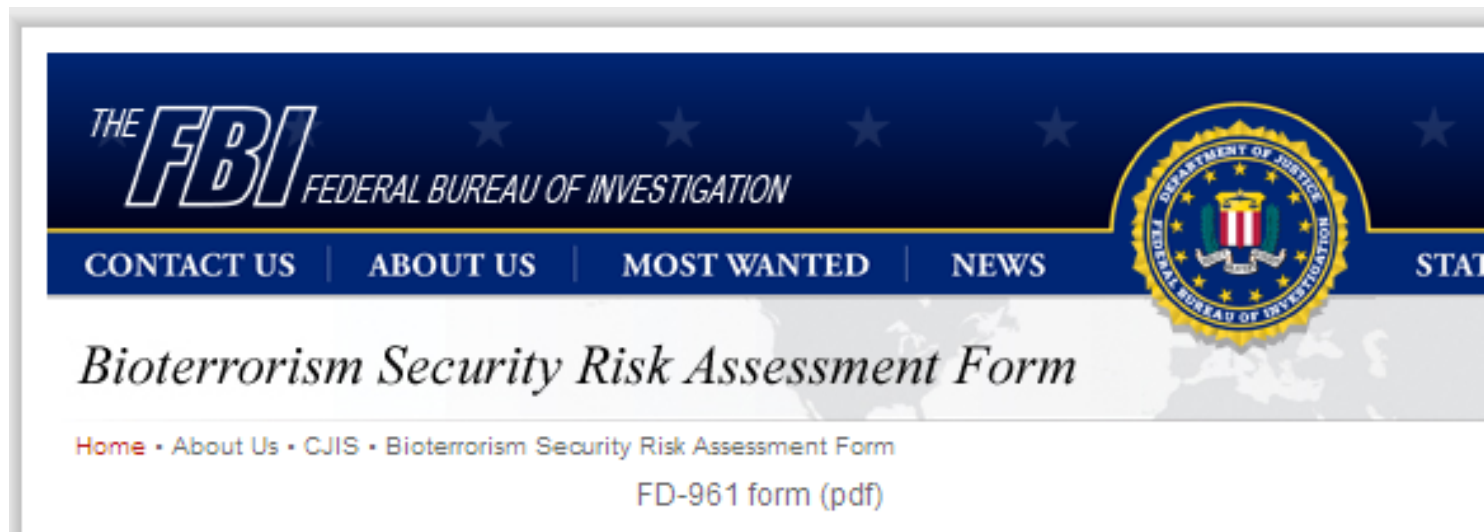 THE FBI FEDERAL BUREAU OF INVESTIGATION
CONTACT US ABOUT US MOST WANTED NEWS
DEPARTMENT OF JUSTICE
FEDERAL BUREAU OF INVESTIGATION
Bioterrorism Security Risk Assessment Form
Home • About Us • CJIS • Bioterrorism Security Risk Assessment Form
FD-961 form (pdf)